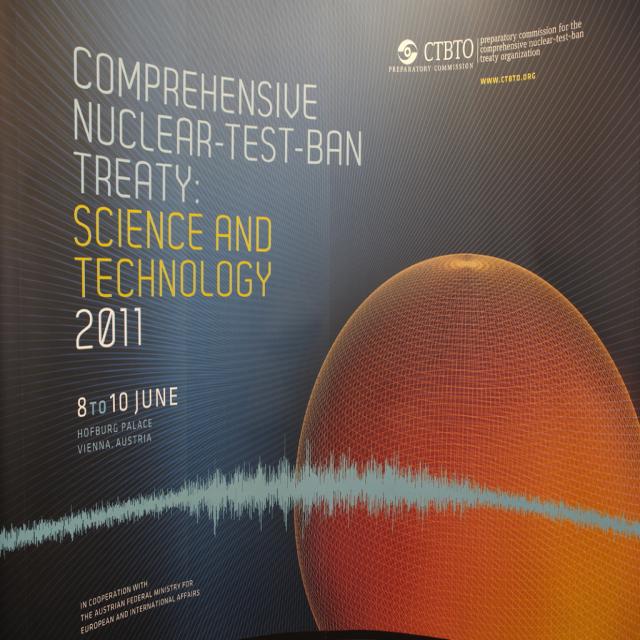 CTBTO
PREPARATORY COMMISSION
preparatory commission for the
comprehensive nuclear-test-ban
treaty organization
WWW.CTBTO.ORG
COMPREHENSIVE
NUCLEAR-TEST-BAN
TREATY:
SCIENCE AND
TECHNOLOGY
2011
8 TO 10 JUNE
HOFBURG PALACE
VIENNA, AUSTRIA
IN COOPERATION WITH
THE AUSTRIAN FEDERAL MINISTRY FOR
EUROPEAN AND INTERNATIONAL AFFAIRS